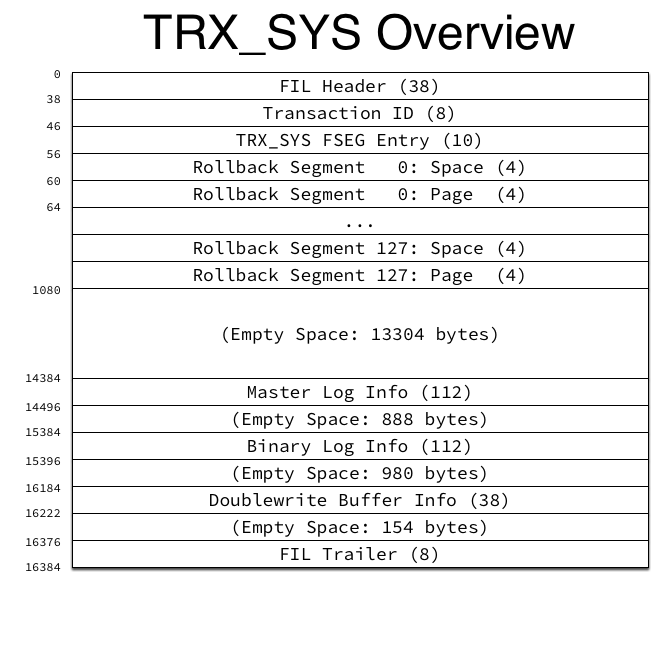 TRX_SYS Overview
0
FIL Header (38)
38
Transaction ID (8)
46
TRX_SYS FSEG Entry (10)
56
Rollback Segment   0: Space (4)
60
Rollback Segment   0: Page  (4)
64
...
Rollback Segment 127: Space (4)
Rollback Segment 127: Page  (4)
1080
(Empty Space: 13304 bytes)
14384
Master Log Info (112)
14496
(Empty Space: 888 bytes)
15384
Binary Log Info (112)
15396
(Empty Space: 980 bytes)
16184
Doublewrite Buffer Info (38)
16222
(Empty Space: 154 bytes)
16376
FIL Trailer (8)
16384